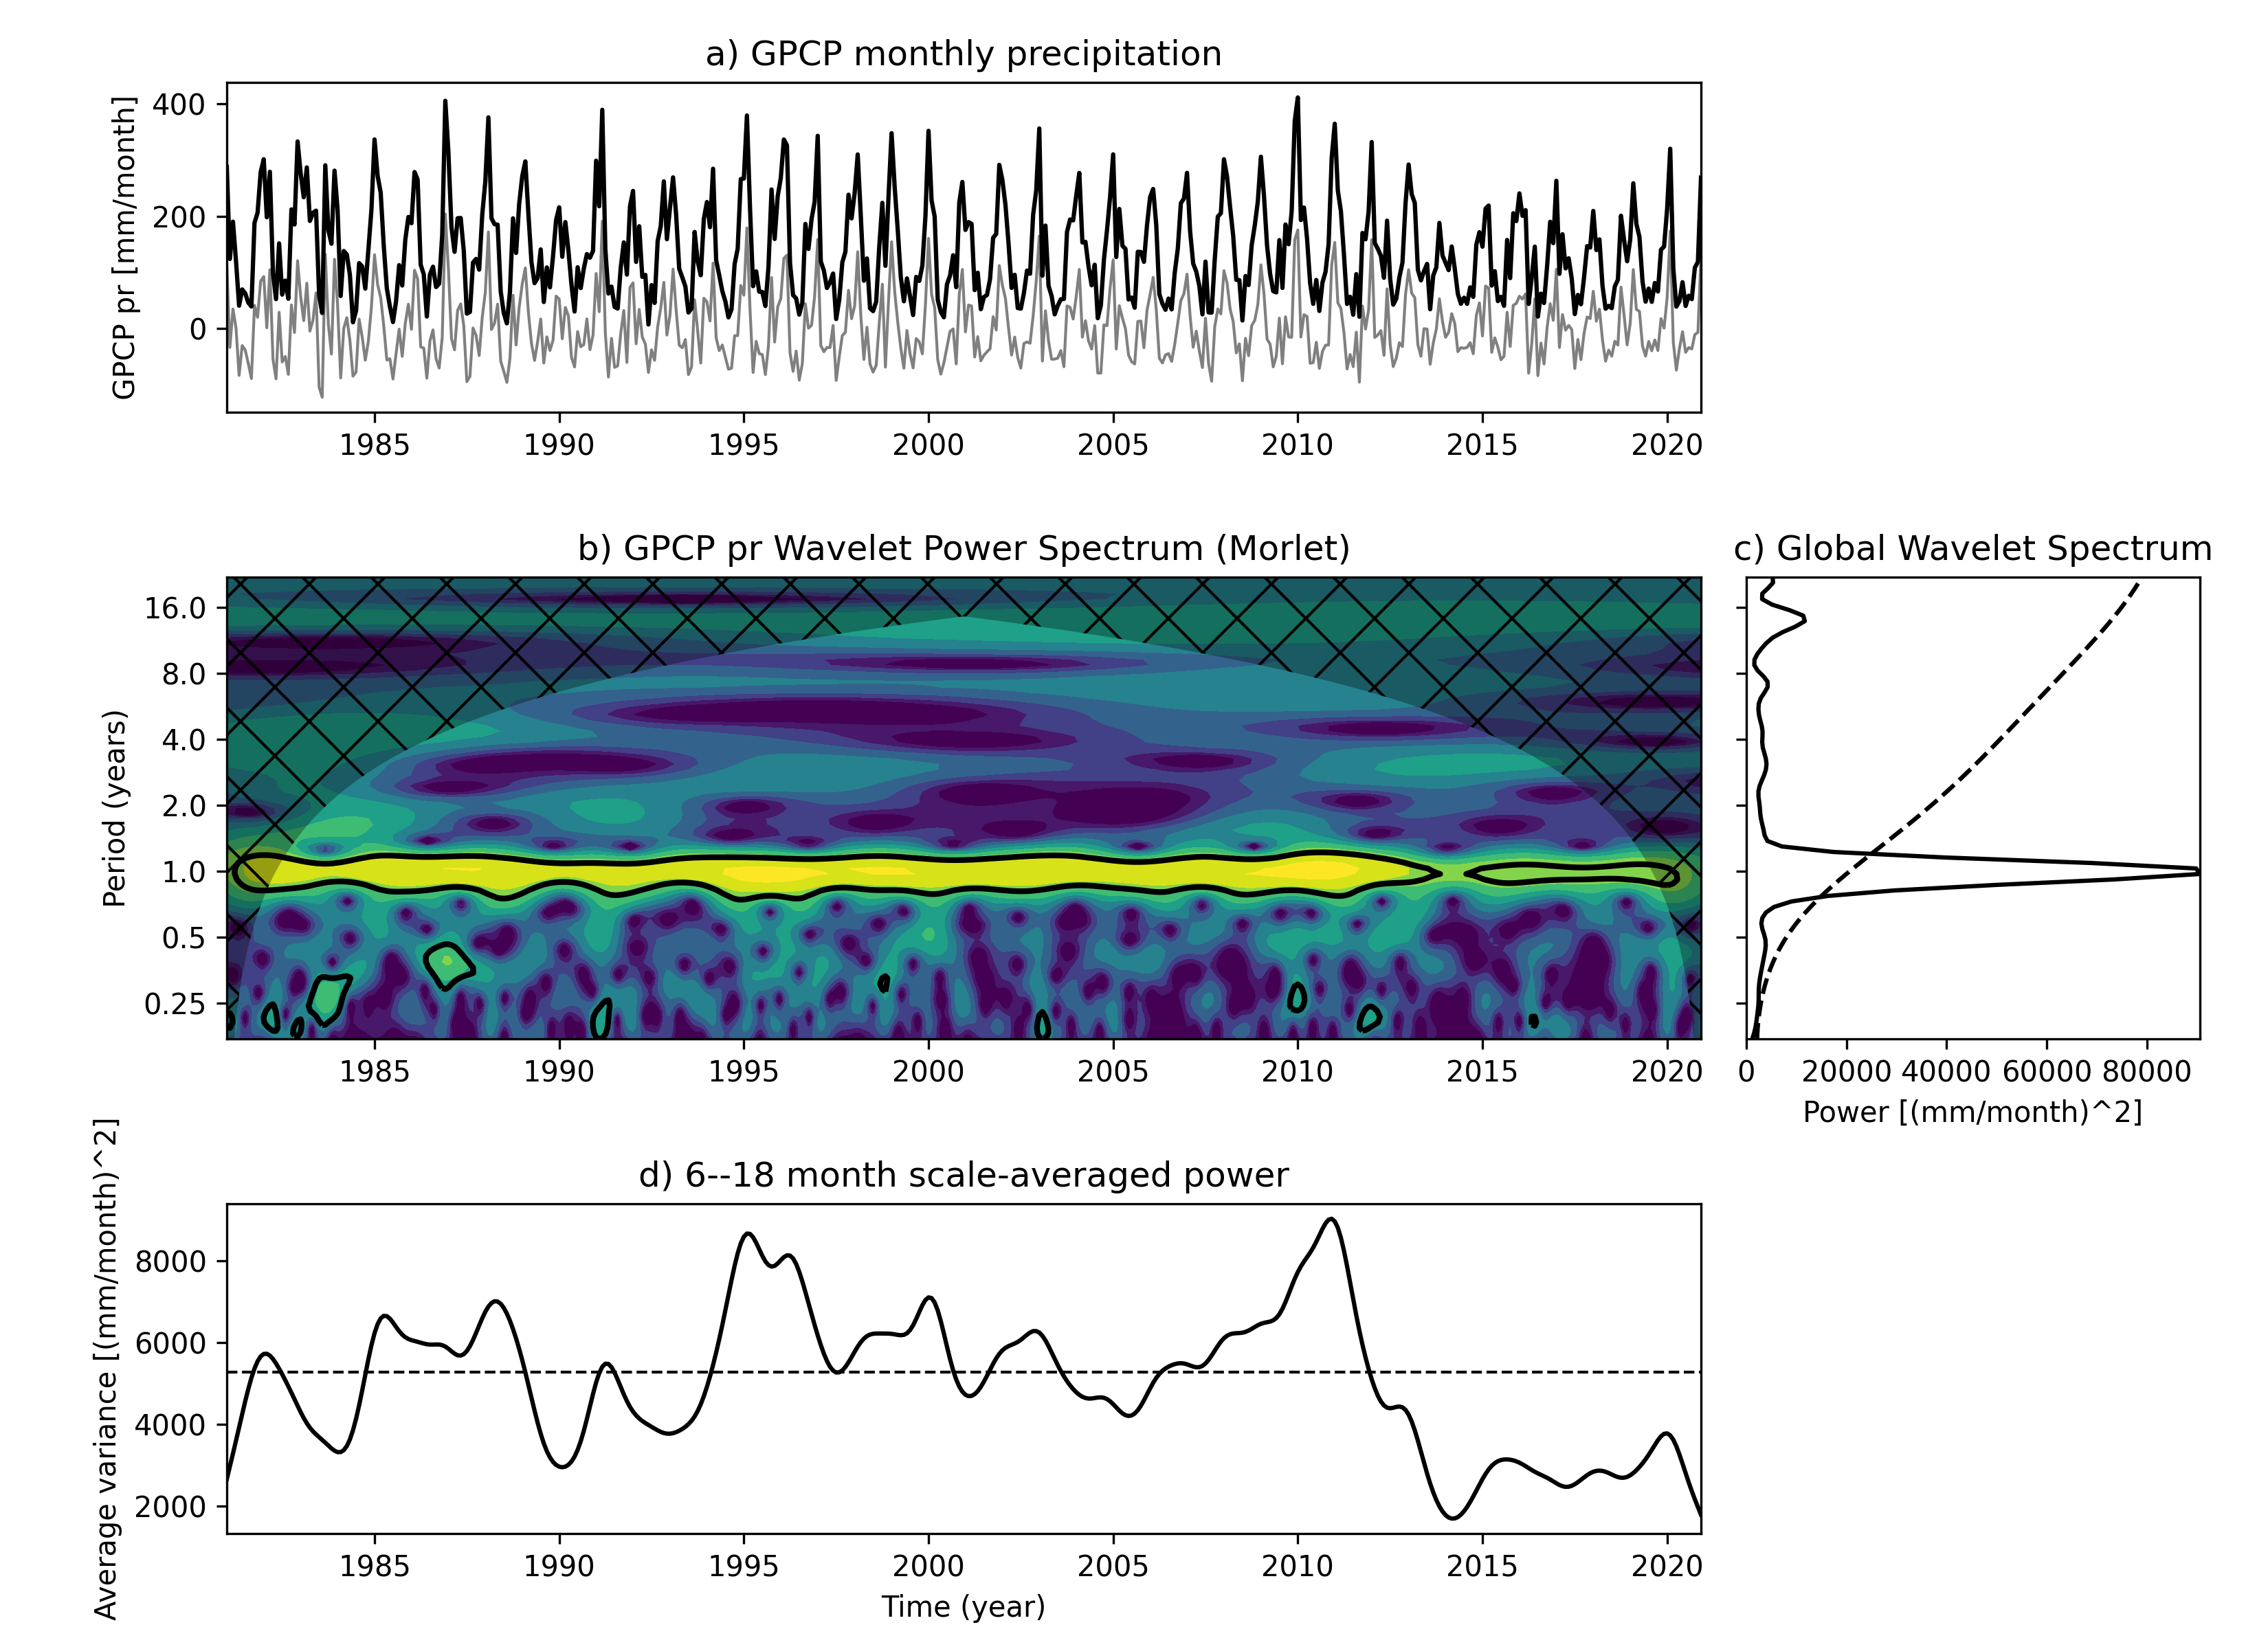 a) GPCP monthly precipitation
GPCP pr [mm/month]
400
200
0
1985 1990 1995 2000 2005 2010 2015 2020
b) GPCP pr Wavelet Power Spectrum (Morlet)
Period (years)
16.0
8.0
4.0
2.0
1.0
0.5
0.25
1985 1990 1995 2000 2005 2010 2015 2020
c) Global Wavelet Spectrum
0 20000 40000 60000 80000
Power [(mm/month)^2]
d) 6--18 month scale-averaged power
Average variance [(mm/month)^2]
8000
6000
4000
2000
1985 1990 1995 2000 2005 2010 2015 2020
Time (year)